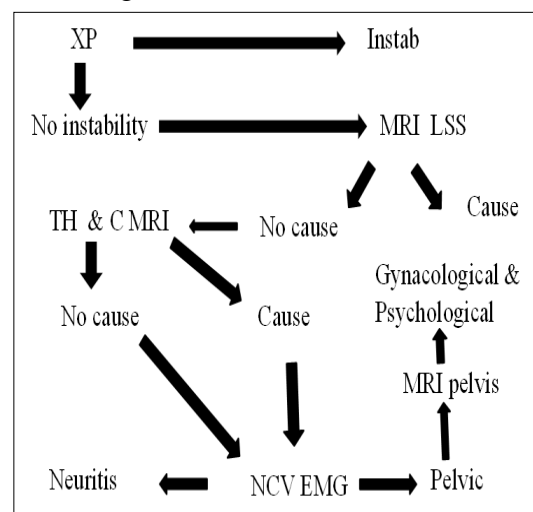 XP
Instab
No instability
MRI LSS
Cause
TH & C MRI
No cause
Gynacological &
Psychological
No cause
Cause
MRI pelvis
Neuritis
NCV EMG
Pelvic